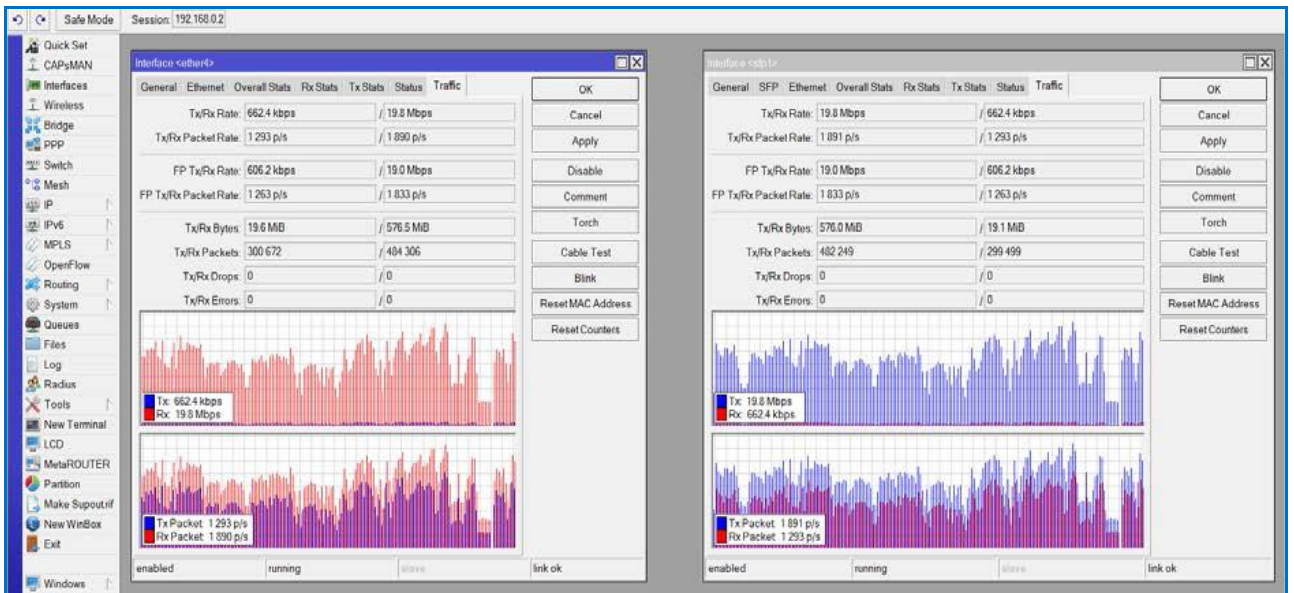 Safe Mode Session: 192.168.0.2
Quick Set
CAPsMAN
Interfaces
Wireless
Bridge
PPP
Switch
Mesh
IP
IPv6
MPLS
OpenFlow
Routing
System
Queues
Files
Log
Radius
Tools
New Terminal
LCD
MetaROUTER
Partition
Make Supout.rif
New WinBox
Exit
Windows
Interface <ether4>
General Ethernet Overall Stats Rx Stats Tx Stats Status Traffic
Tx/Rx Rate: 662.4 kbps / 19.8 Mbps
Tx/Rx Packet Rate: 1 293 p/s / 1 890 p/s
FP Tx/Rx Rate: 606.2 kbps / 19.0 Mbps
FP Tx/Rx Packet Rate: 1 263 p/s / 1 833 p/s
Tx/Rx Bytes: 19.6 MiB / 576.5 MiB
Tx/Rx Packets: 300 672 / 484 306
Tx/Rx Drops: 0 / 0
Tx/Rx Errors: 0 / 0
Tx: 662.4 kbps
Rx: 19.8 Mbps
Tx Packet: 1 293 p/s
Rx Packet: 1 890 p/s
OK
Cancel
Apply
Disable
Comment
Torch
Cable Test
Blink
Reset MAC Address
Reset Counters
enabled running slave link ok
Interface <sfp1>
General SFP Ethernet Overall Stats Rx Stats Tx Stats Status Traffic
Tx/Rx Rate: 19.8 Mbps / 662.4 kbps
Tx/Rx Packet Rate: 1 891 p/s / 1 293 p/s
FP Tx/Rx Rate: 19.0 Mbps / 606.2 kbps
FP Tx/Rx Packet Rate: 1 833 p/s / 1 263 p/s
Tx/Rx Bytes: 576.0 MiB / 19.1 MiB
Tx/Rx Packets: 482 249 / 299 499
Tx/Rx Drops: 0 / 0
Tx/Rx Errors: 0 / 0
Tx: 19.8 Mbps
Rx: 662.4 kbps
Tx Packet: 1 891 p/s
Rx Packet: 1 293 p/s
OK
Cancel
Apply
Disable
Comment
Torch
Cable Test
Blink
Reset MAC Address
Reset Counters
enabled running slave link ok